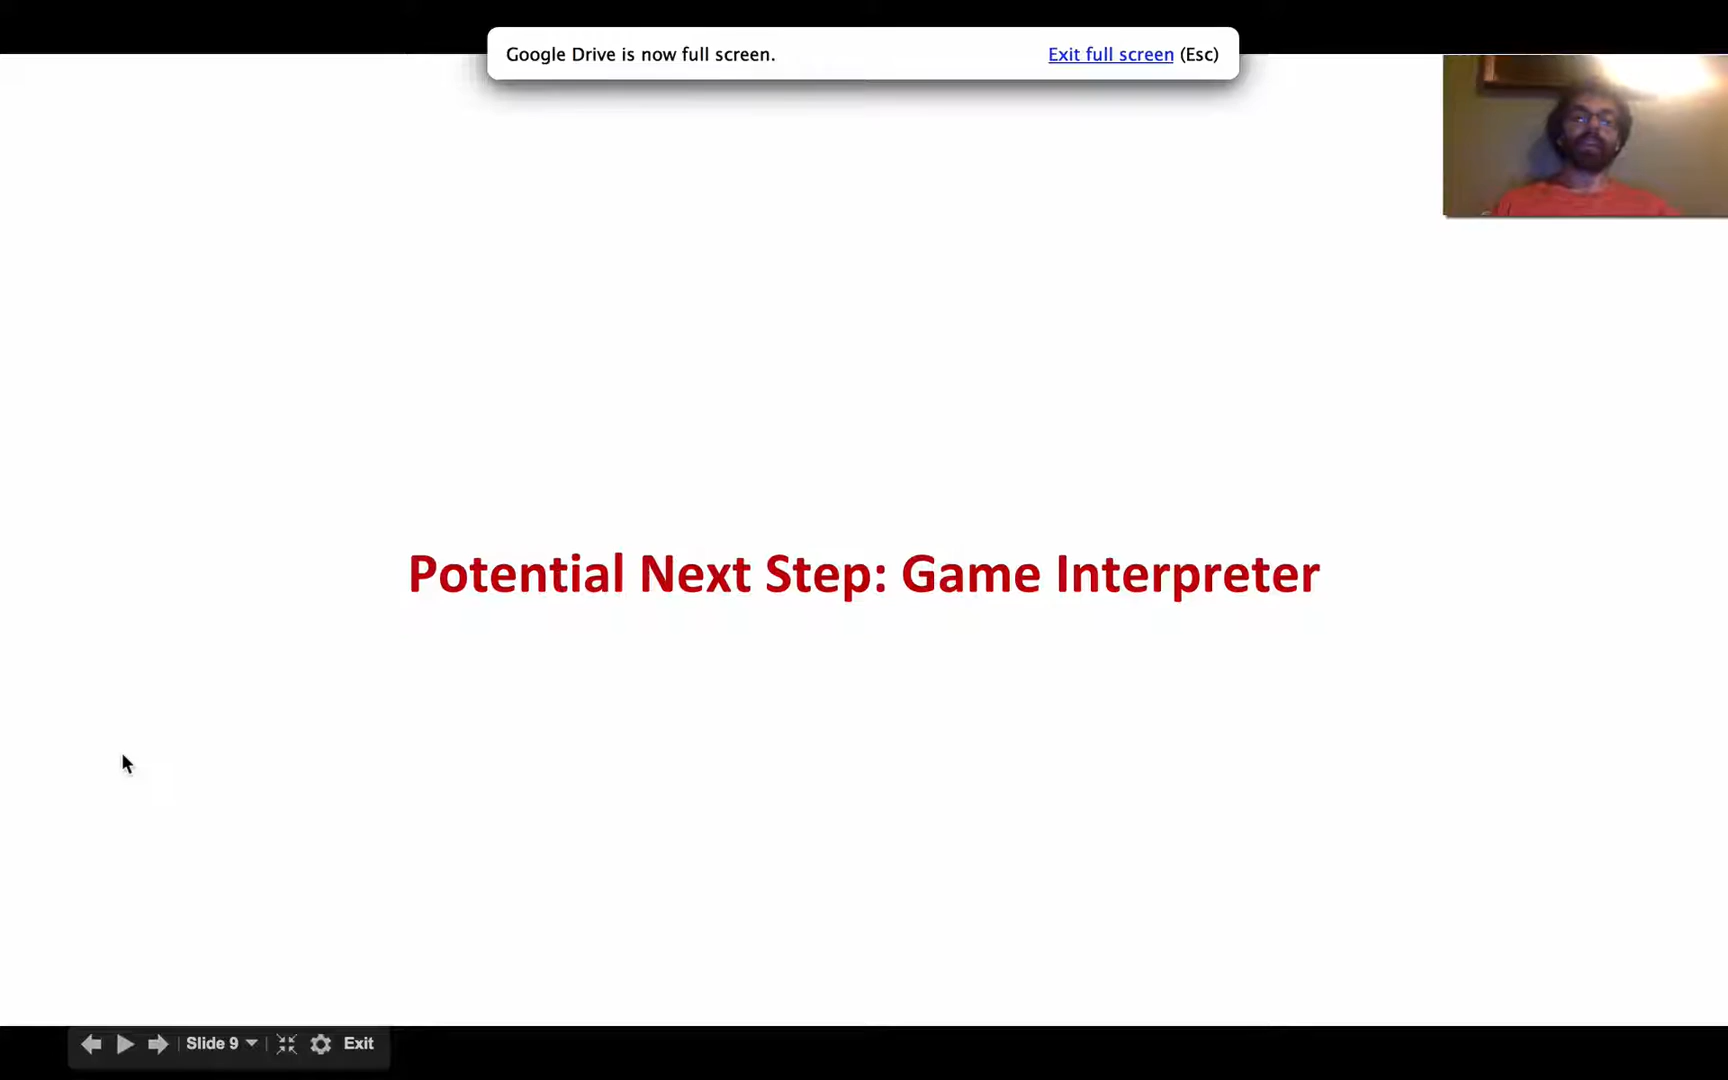 Google Drive is now full screen. Exit full screen (Esc)
Potential Next Step: Game Interpreter
Slide 9 Exit